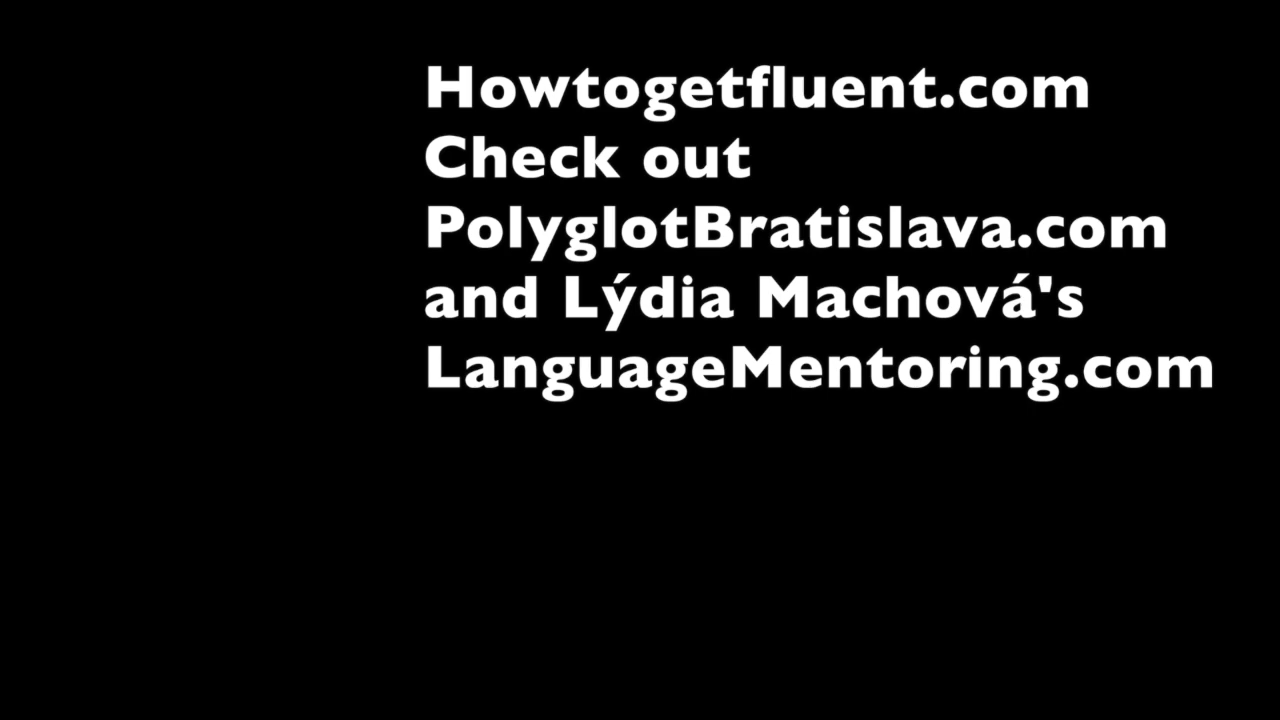 Howtogetfluent.com
Check out
PolyglotBratislava.com
and Lýdia Machová's
LanguageMentoring.com